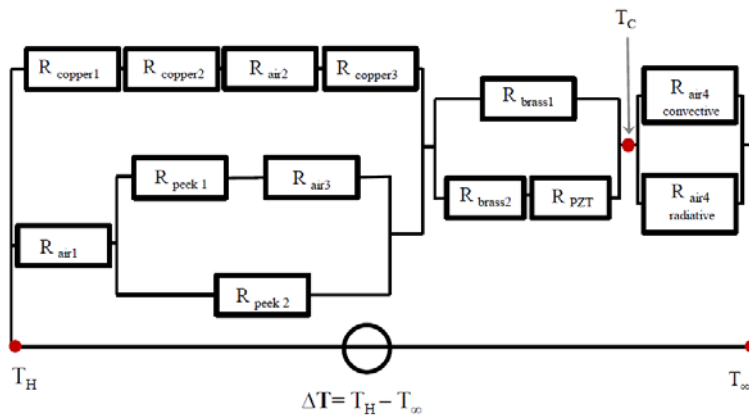 T C
R copper1
R copper2
R air2
R copper3
R brass1
R air4
convective
R peek 1
R air3
R brass2
R PZT
R air4
radiative
R air1
R peek 2
T H
T ∞
ΔT= T H – T ∞